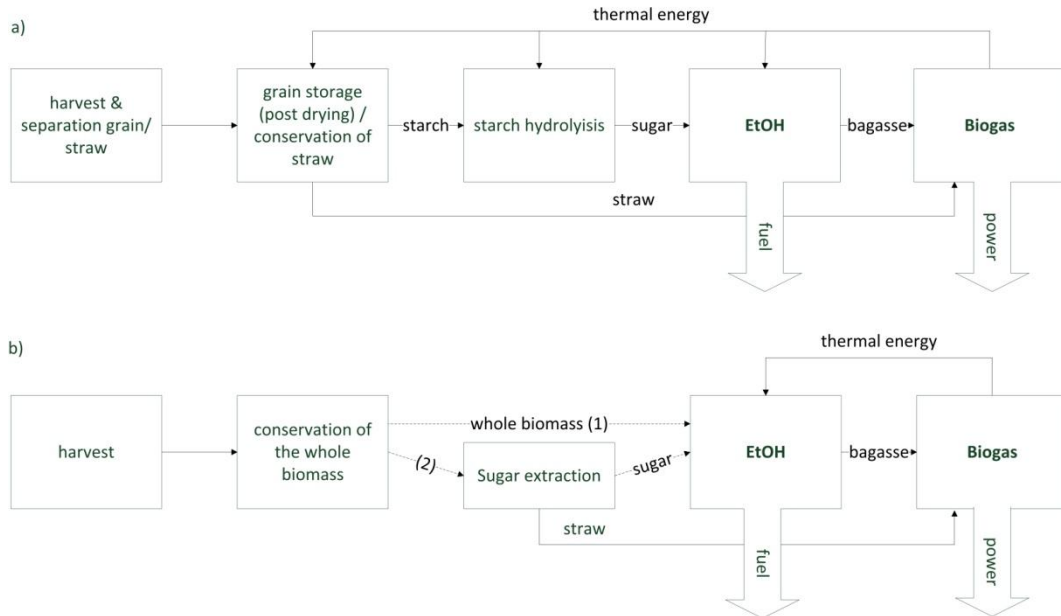 thermal energy
a)
harvest &
separation grain/
straw
grain storage
(post drying) /
conservation of
straw
starch
starch hydrolyisis
sugar
EtOH
bagasse
Biogas
straw
fuel
power
b)
thermal energy
harvest
conservation of
the whole
biomass
whole biomass (1)
(2)
Sugar extraction
sugar
EtOH
bagasse
Biogas
straw
fuel
power